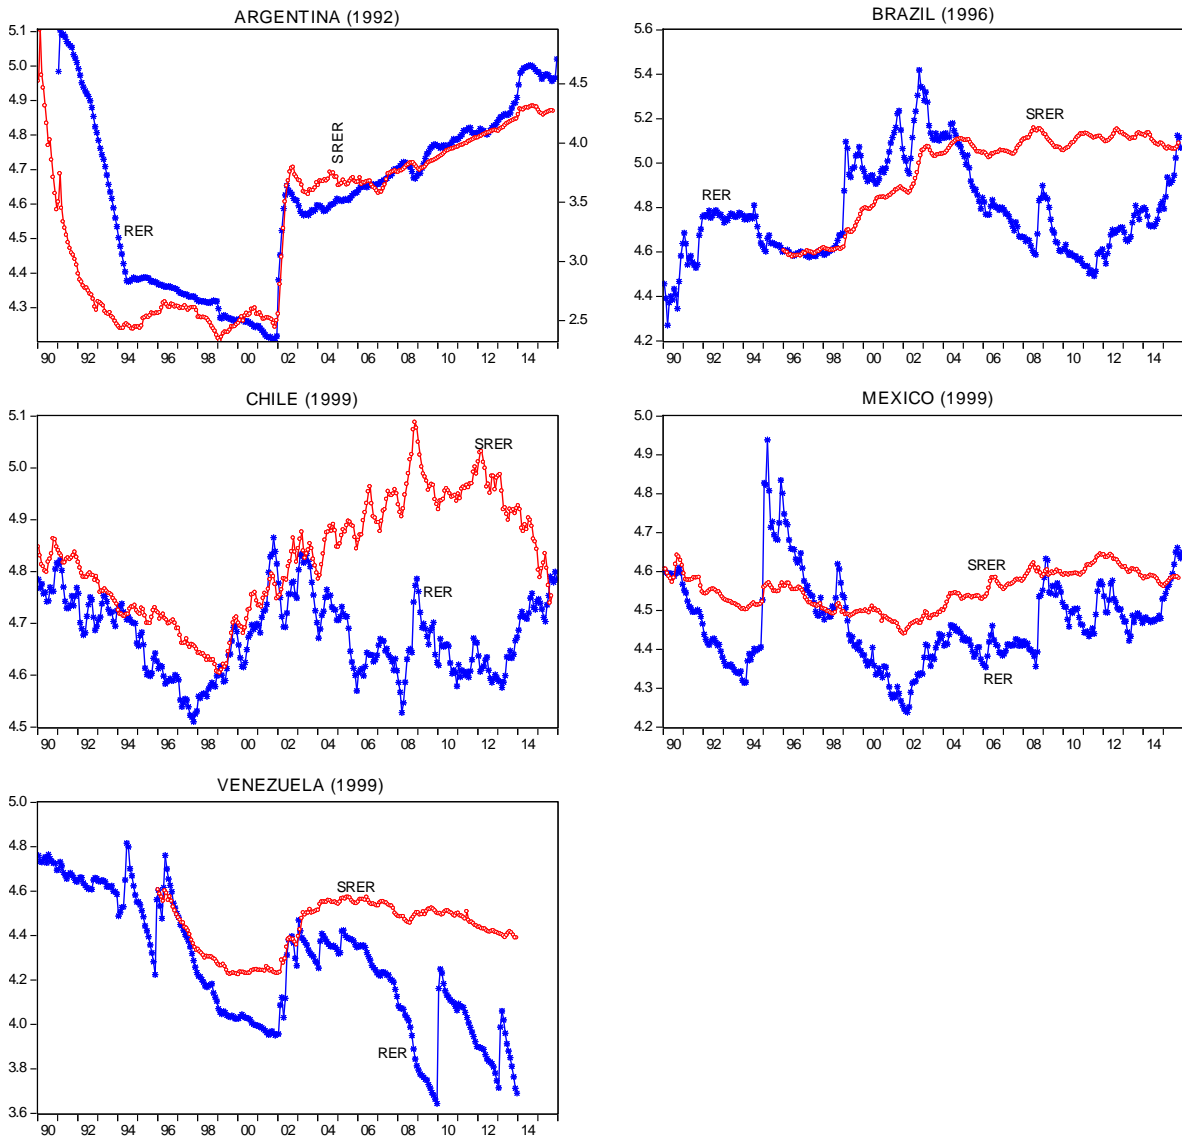 ARGENTINA (1992)
5.1
5.0
4.9
4.8
4.7
4.6
4.5
4.4
4.3
4.5
4.0
3.5
3.0
2.5
SRER
RER
90 92 94 96 98 00 02 04 06 08 10 12 14
BRAZIL (1996)
5.6
5.4
5.2
5.0
4.8
4.6
4.4
4.2
SRER
RER
90 92 94 96 98 00 02 04 06 08 10 12 14
CHILE (1999)
5.1
5.0
4.9
4.8
4.7
4.6
4.5
SRER
RER
90 92 94 96 98 00 02 04 06 08 10 12 14
MEXICO (1999)
5.0
4.9
4.8
4.7
4.6
4.5
4.4
4.3
4.2
SRER
RER
90 92 94 96 98 00 02 04 06 08 10 12 14
VENEZUELA (1999)
5.0
4.8
4.6
4.4
4.2
4.0
3.8
3.6
SRER
RER
90 92 94 96 98 00 02 04 06 08 10 12 14